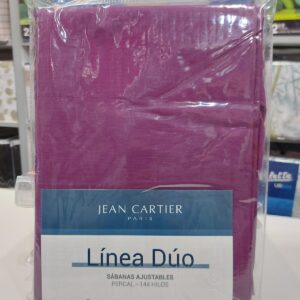 JEAN CARTIER
PARIS
Línea Dúo
SÁBANAS AJUSTABLES
PERCAL - 144 HILOS